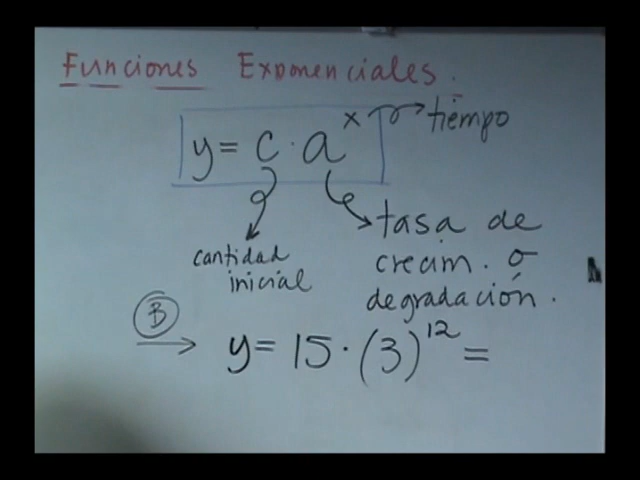 Funciones Exponenciales.
y = c · a^x
tiempo
cantidad
inicial
tasa de
crecim. o
degradación.
B
y = 15 · (3)^12 =